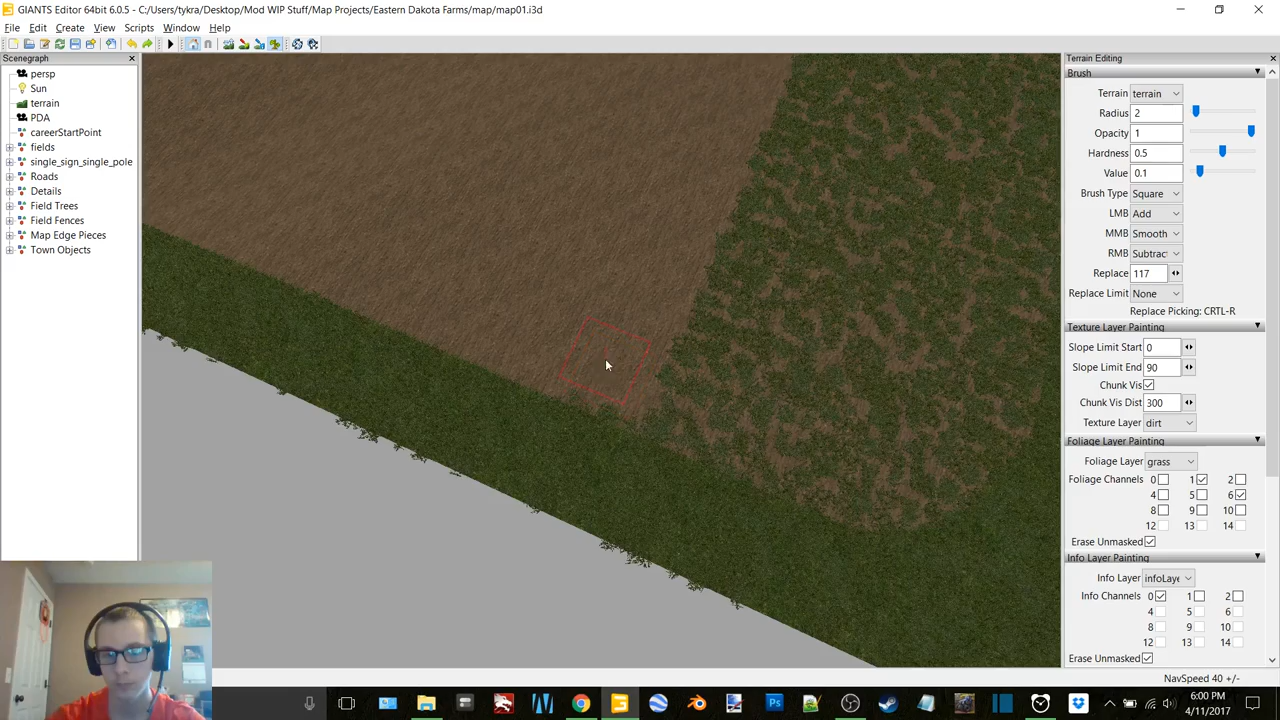 GIANTS Editor 64bit 6.0.5 - C:/Users/tykra/Desktop/Mod WIP Stuff/Map Projects/Eastern Dakota Farms/map/map01.i3d
File Edit Create View Scripts Window Help
Scenegraph
persp
Sun
terrain
PDA
careerStartPoint
fields
single_sign_single_pole
Roads
Details
Field Trees
Field Fences
Map Edge Pieces
Town Objects
Terrain Editing
Brush
Terrain terrain
Radius 2
Opacity 1
Hardness 0.5
Value 0.1
Brush Type Square
LMB Add
MMB Smooth
RMB Subtrac
Replace 117
Replace Limit None
Replace Picking: CRTL-R
Texture Layer Painting
Slope Limit Start 0
Slope Limit End 90
Chunk Vis
Chunk Vis Dist 300
Texture Layer dirt
Foliage Layer Painting
Foliage Layer grass
Foliage Channels 0 1 2
4 5 6
8 9 10
12 13 14
Erase Unmasked
Info Layer Painting
Info Layer infoLaye
Info Channels 0 1 2
4 5 6
8 9 10
12 13 14
Erase Unmasked
NavSpeed 40 +/-
6:00 PM
4/11/2017